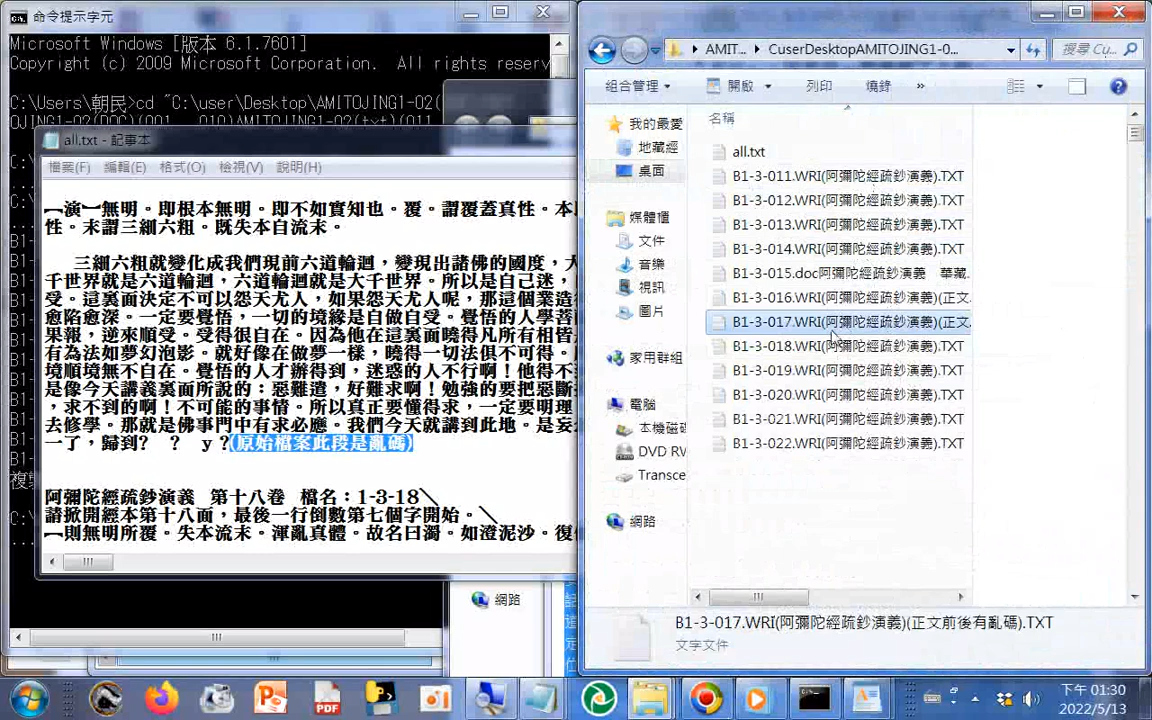 命令提示字元
Microsoft Windows [版本 6.1.7601]
Copyright (c) 2009 Microsoft Corporation. All rights reserv
C:\Users\朝民>cd "C:\user\Desktop\AMITOJING1-02(
OJING1-02(DOC)(001__010)AMITOJING1-02(txt)(011
all.txt - 記事本
檔案(F) 編輯(E) 格式(O) 檢視(V) 說明(H)
︻演︼無明。即根本無明。即不如實知也。覆。謂覆蓋真性。本
性。末謂三細六粗。既失本自流末。
三細六粗就變化成我們現前六道輪迴，變現出諸佛的國度，大
千世界就是六道輪迴，六道輪迴就是大千世界。所以是自己迷，
受。這裏面決定不可以怨天尤人，如果怨天尤人呢，那這個業造
愈陷愈深。一定要覺悟，一切的境緣是自做自受。覺悟的人學菩
果報，逆來順受。受得很自在。因為他在這裏面曉得凡所有相皆
有為法如夢幻泡影。就好像在做夢一樣，曉得一切法俱不可得。
境順境無不自在。覺悟的人才辦得到，迷惑的人不行啊！他得不
是像今天講義裏面所說的：惡難遣，好難求啊！勉強的要把惡斷
，求不到的啊！不可能的事情。所以真正要懂得求，一定要明理
去修學。那就是佛事門中有求必應。我們今天就講到此地。是妄
一了，歸到? ? y ?(原始檔案此段是亂碼)
阿彌陀經疏鈔演義 第十八卷 檔名：1-3-18╲
請掀開經本第十八面，最後一行倒數第七個字開始。╲
︻則無明所覆。失本流末。渾亂真體。故名曰濁。如澄泥沙。復
網路
AMIT... CuserDesktopAMITOJING1-0...
搜尋 Cu...
組合管理 開啟 列印 燒錄 »
我的最愛
地藏經
桌面
媒體櫃
文件
音樂
視訊
圖片
家用群組
電腦
本機磁碟
DVD RW
Transce
網路
名稱
all.txt
B1-3-011.WRI(阿彌陀經疏鈔演義).TXT
B1-3-012.WRI(阿彌陀經疏鈔演義).TXT
B1-3-013.WRI(阿彌陀經疏鈔演義).TXT
B1-3-014.WRI(阿彌陀經疏鈔演義).TXT
B1-3-015.doc阿彌陀經疏鈔演義 華藏.
B1-3-016.WRI(阿彌陀經疏鈔演義)(正文.
B1-3-017.WRI(阿彌陀經疏鈔演義)(正文.
B1-3-018.WRI(阿彌陀經疏鈔演義).TXT
B1-3-019.WRI(阿彌陀經疏鈔演義).TXT
B1-3-020.WRI(阿彌陀經疏鈔演義).TXT
B1-3-021.WRI(阿彌陀經疏鈔演義).TXT
B1-3-022.WRI(阿彌陀經疏鈔演義).TXT
B1-3-017.WRI(阿彌陀經疏鈔演義)(正文前後有亂碼).TXT
文字文件
下午 01:30
2022/5/13